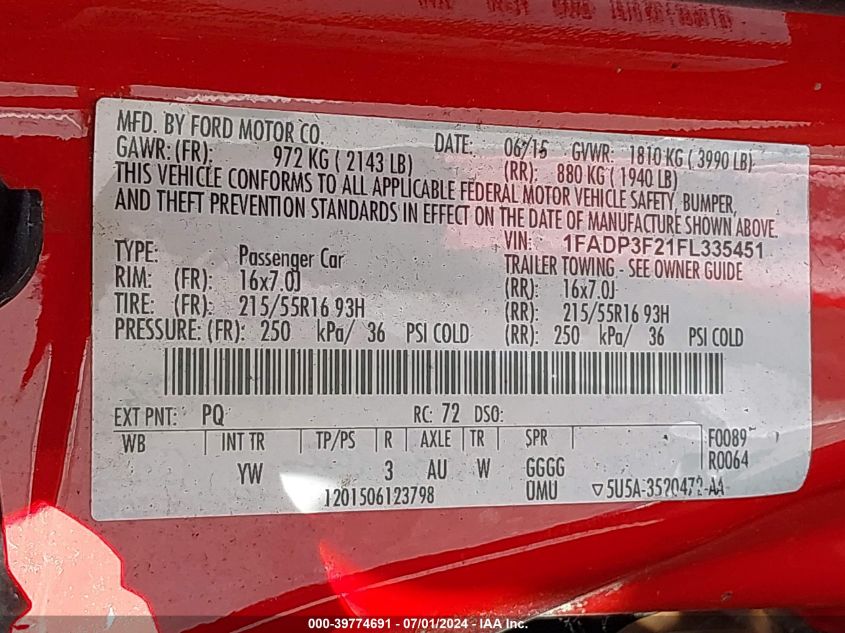 MFD. BY FORD MOTOR CO.
DATE: 06/15 GVWR: 1810 KG ( 3990 LB)
GAWR: (FR): 972 KG ( 2143 LB) (RR): 880 KG ( 1940 LB)
THIS VEHICLE CONFORMS TO ALL APPLICABLE FEDERAL MOTOR VEHICLE SAFETY, BUMPER,
AND THEFT PREVENTION STANDARDS IN EFFECT ON THE DATE OF MANUFACTURE SHOWN ABOVE.
VIN: 1FADP3F21FL335451
TYPE: Passenger Car TRAILER TOWING - SEE OWNER GUIDE
RIM: (FR): 16x7.0J (RR): 16x7.0J
TIRE: (FR): 215/55R16 93H (RR): 215/55R16 93H
PRESSURE: (FR): 250 kPa/ 36 PSI COLD (RR): 250 kPa/ 36 PSI COLD
EXT PNT: PQ RC: 72 DSO:
WB INT TR TP/PS R AXLE TR SPR F0089
YW 3 AU W GGGG R0064
1201506123798 OMU ▽5U5A-3520472-AA
000-39774691 - 07/01/2024 - IAA Inc.